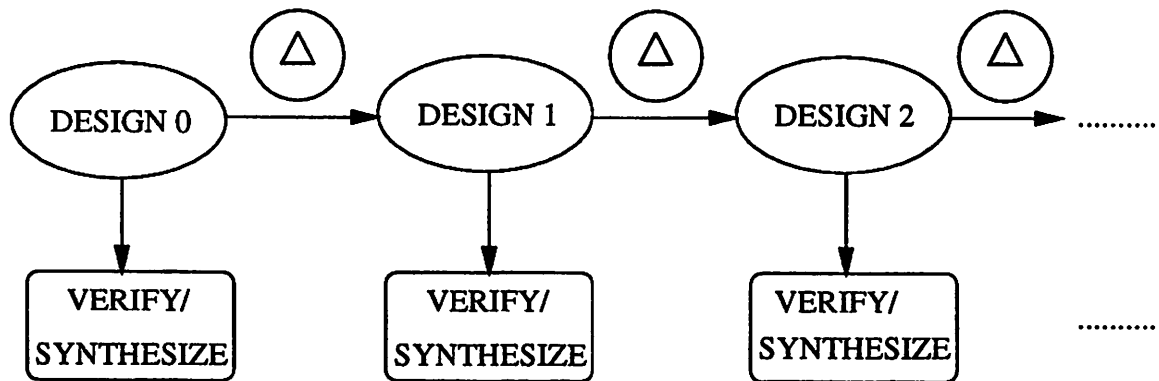 △ △ △
DESIGN 0 DESIGN 1 DESIGN 2 ..........
VERIFY/ VERIFY/ VERIFY/
SYNTHESIZE SYNTHESIZE SYNTHESIZE ..........